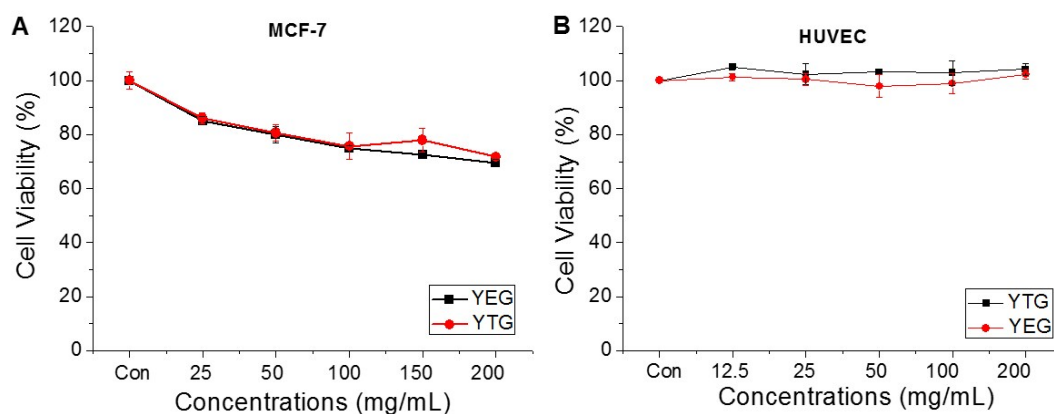 A
MCF-7
Cell Viability (%)
120
100
80
60
40
20
0
YEG
YTG
Con 25 50 100 150 200
Concentrations (mg/mL)
B
HUVEC
Cell Viability (%)
120
100
80
60
40
20
0
YTG
YEG
Con 12.5 25 50 100 200
Concentrations (mg/mL)